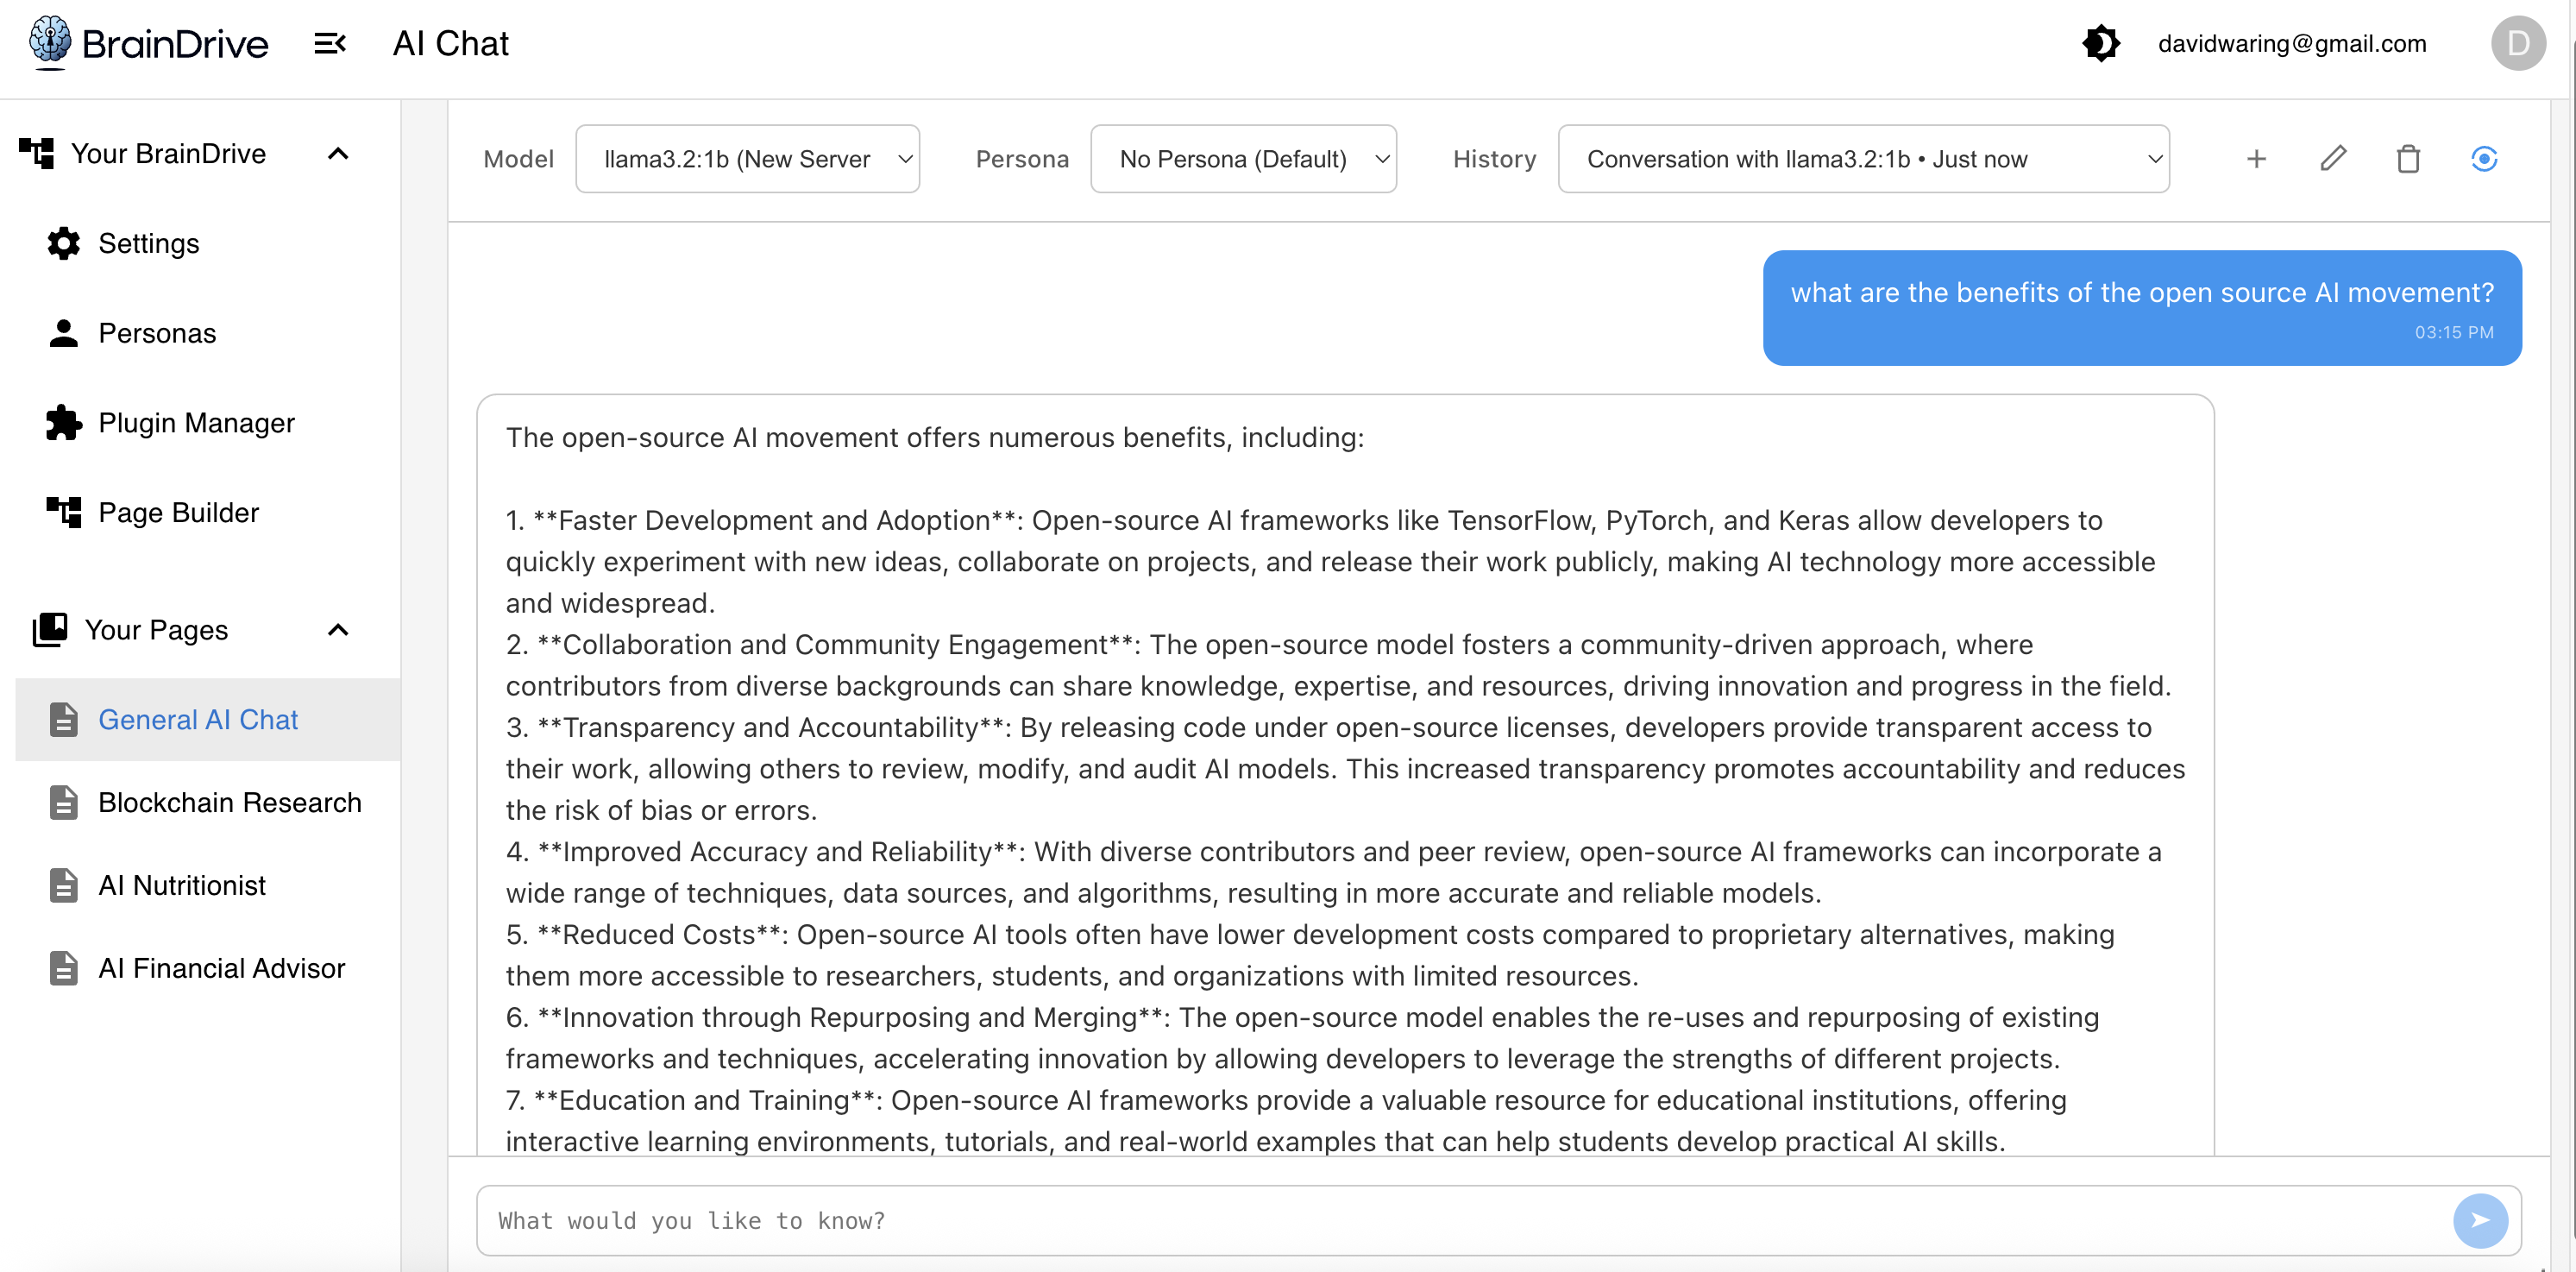 BrainDrive
AI Chat
davidwaring@gmail.com
D
Your BrainDrive
Settings
Personas
Plugin Manager
Page Builder
Your Pages
General AI Chat
Blockchain Research
AI Nutritionist
AI Financial Advisor
Model
llama3.2:1b (New Server
Persona
No Persona (Default)
History
Conversation with llama3.2:1b • Just now
what are the benefits of the open source AI movement?
03:15 PM
The open-source AI movement offers numerous benefits, including:
1. **Faster Development and Adoption**: Open-source AI frameworks like TensorFlow, PyTorch, and Keras allow developers to
quickly experiment with new ideas, collaborate on projects, and release their work publicly, making AI technology more accessible
and widespread.
2. **Collaboration and Community Engagement**: The open-source model fosters a community-driven approach, where
contributors from diverse backgrounds can share knowledge, expertise, and resources, driving innovation and progress in the field.
3. **Transparency and Accountability**: By releasing code under open-source licenses, developers provide transparent access to
their work, allowing others to review, modify, and audit AI models. This increased transparency promotes accountability and reduces
the risk of bias or errors.
4. **Improved Accuracy and Reliability**: With diverse contributors and peer review, open-source AI frameworks can incorporate a
wide range of techniques, data sources, and algorithms, resulting in more accurate and reliable models.
5. **Reduced Costs**: Open-source AI tools often have lower development costs compared to proprietary alternatives, making
them more accessible to researchers, students, and organizations with limited resources.
6. **Innovation through Repurposing and Merging**: The open-source model enables the re-uses and repurposing of existing
frameworks and techniques, accelerating innovation by allowing developers to leverage the strengths of different projects.
7. **Education and Training**: Open-source AI frameworks provide a valuable resource for educational institutions, offering
interactive learning environments, tutorials, and real-world examples that can help students develop practical AI skills.
What would you like to know?